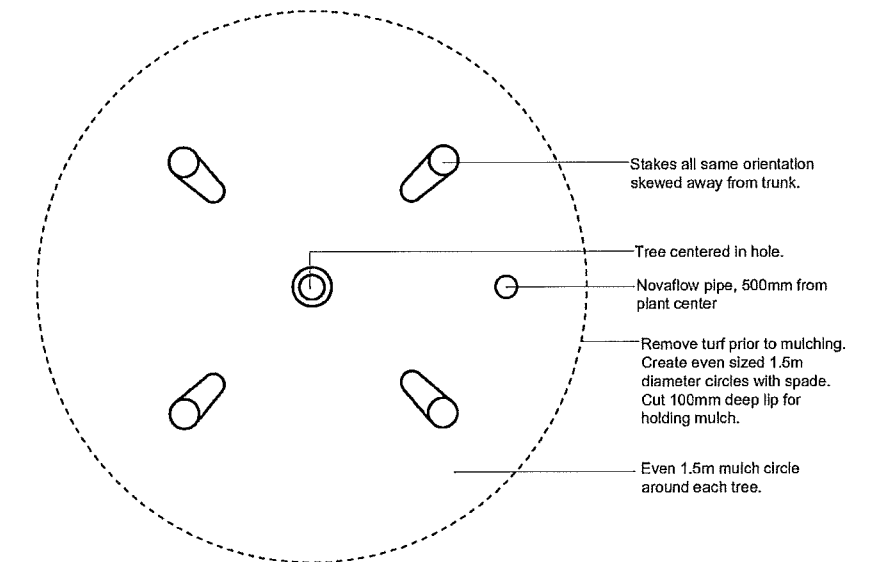 Stakes all same orientation
skewed away from trunk.
Tree centered in hole.
Novaflow pipe, 500mm from
plant center
Remove turf prior to mulching.
Create even sized 1.5m
diameter circles with spade.
Cut 100mm deep lip for
holding mulch.
Even 1.5m mulch circle
around each tree.